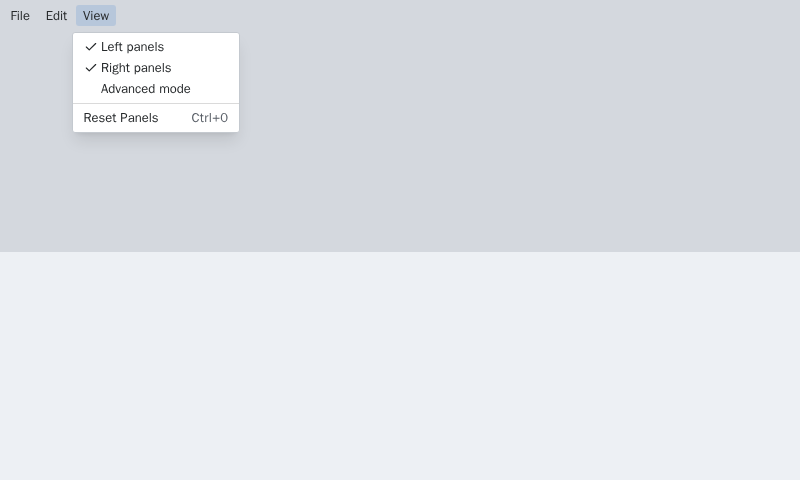 File Edit View
Left panels
Right panels
Advanced mode
Reset Panels Ctrl+0